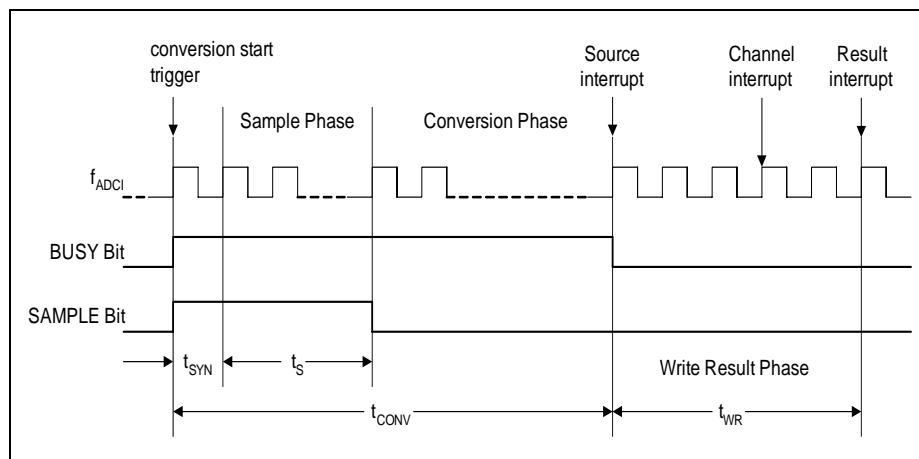 conversion start
trigger
Source
interrupt
Channel
interrupt
Result
interrupt
Sample Phase
Conversion Phase
fADCI
BUSY Bit
SAMPLE Bit
tSYN
tS
Write Result Phase
tCONV
tWR